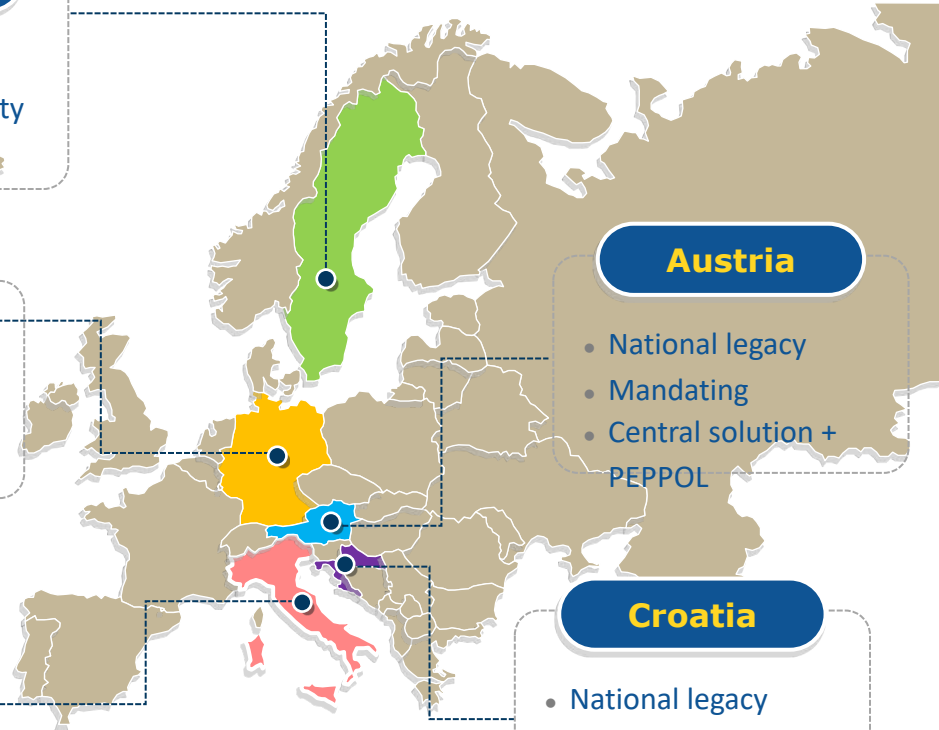 ty
Austria
National legacy
Mandating
Central solution +
PEPPOL
Croatia
National legacy